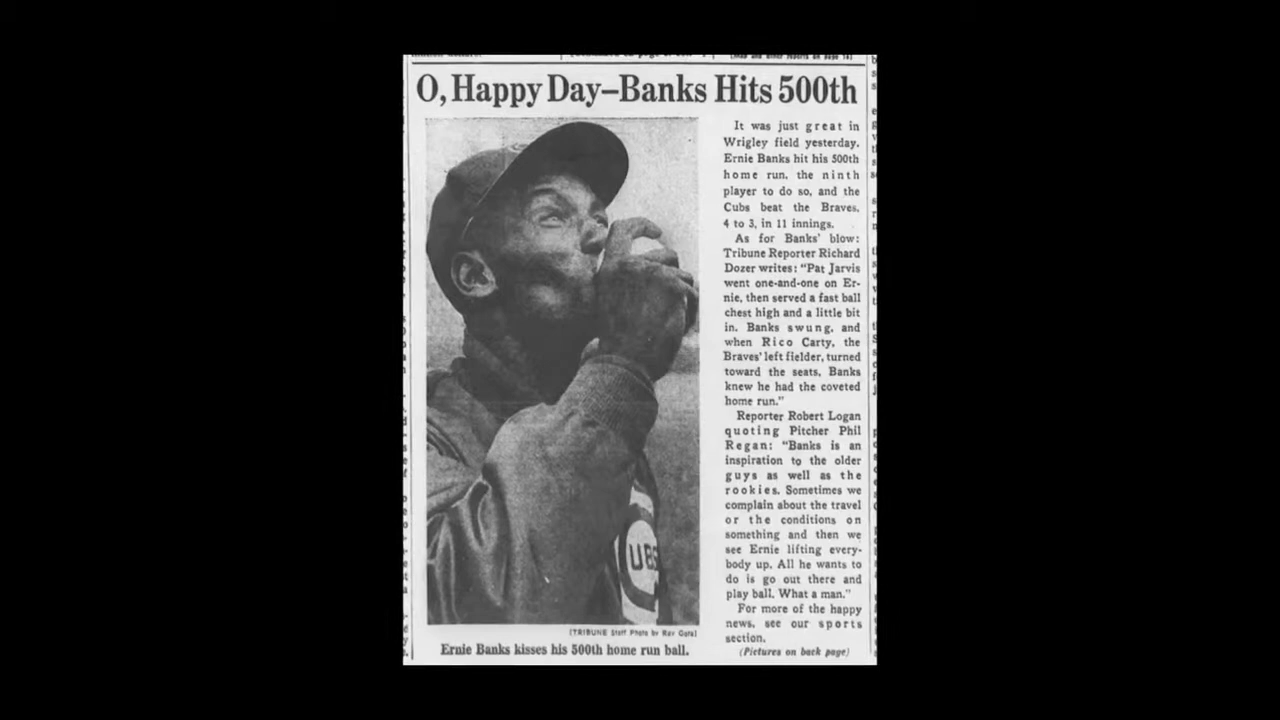 O, Happy Day—Banks Hits 500th
It was just great in
Wrigley field yesterday.
Ernie Banks hit his 500th
home run, the ninth
player to do so, and the
Cubs beat the Braves,
4 to 3, in 11 innings.
As for Banks' blow:
Tribune Reporter Richard
Dozer writes: "Pat Jarvis
went one-and-one on Er-
nie, then served a fast ball
chest high and a little bit
in. Banks swung, and
when Rico Carty, the
Braves' left fielder, turned
toward the seats, Banks
knew he had the coveted
home run."
Reporter Robert Logan
quoting Pitcher Phil
Regan: "Banks is an
inspiration to the older
guys as well as the
rookies. Sometimes we
complain about the travel
or the conditions on
something and then we
see Ernie lifting every-
body up. All he wants to
do is go out there and
play ball. What a man."
For more of the happy
news, see our sports
section.
(Pictures on back page)
UBS
(TRIBUNE Staff Photo by Ray Gora)
Ernie Banks kisses his 500th home run ball.